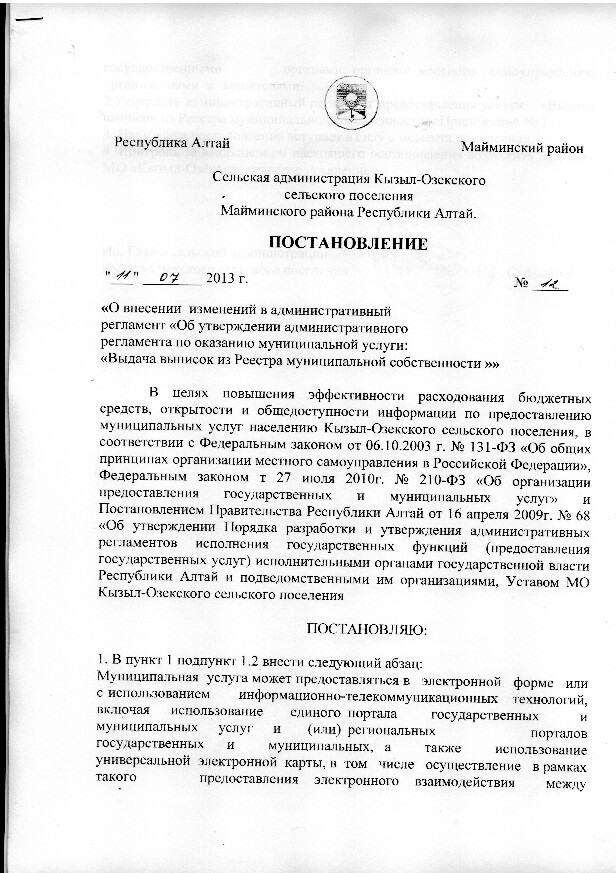 Республика Алтай Майминский район
Сельская администрация Кызыл-Озекского
сельского поселения
Майминского района Республики Алтай.
ПОСТАНОВЛЕНИЕ
" 11 " 07 2013 г. № 12
«О внесении изменений в административный
регламент «Об утверждении административного
регламента по оказанию муниципальной услуги:
«Выдача выписок из Реестра муниципальной собственности »»
В целях повышения эффективности расходования бюджетных
средств, открытости и общедоступности информации по предоставлению
муниципальных услуг населению Кызыл-Озекского сельского поселения, в
соответствии с Федеральным законом от 06.10.2003 г. № 131-ФЗ «Об общих
принципах организации местного самоуправления в Российской Федерации»,
Федеральным законом т 27 июля 2010г. № 210-ФЗ «Об организации
предоставления государственных и муниципальных услуг» и
Постановлением Правительства Республики Алтай от 16 апреля 2009г. № 68
«Об утверждении Порядка разработки и утверждения административных
регламентов исполнения государственных функций (предоставления
государственных услуг) исполнительными органами государственной власти
Республики Алтай и подведомственными им организациями, Уставом МО
Кызыл-Озекского сельского поселения
ПОСТАНОВЛЯЮ:
1. В пункт 1 подпункт 1.2 внести следующий абзац:
Муниципальная услуга может предоставляться в электронной форме или
с использованием информационно-телекоммуникационных технологий,
включая использование единого портала государственных и
муниципальных услуг и (или) региональных порталов
государственных и муниципальных, а также использование
универсальной электронной карты, в том числе осуществление в рамках
такого предоставления электронного взаимодействия между